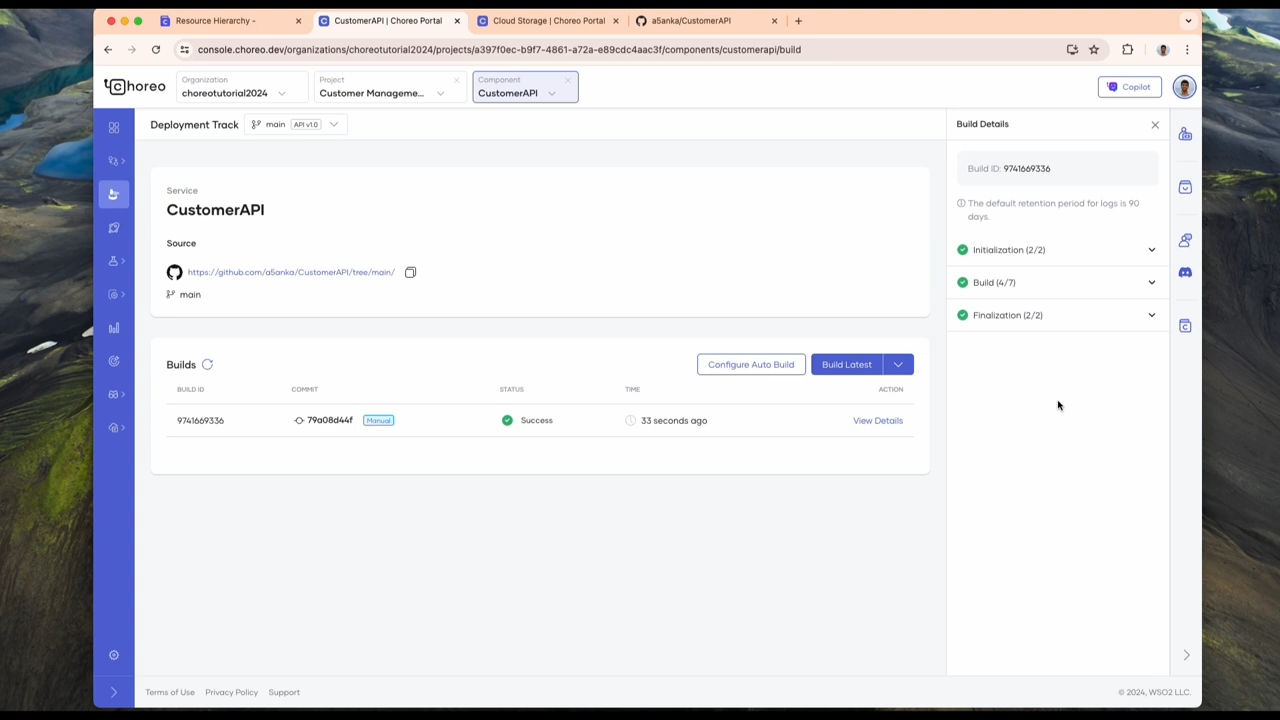 Resource Hierarchy -
CustomerAPI | Choreo Portal
Cloud Storage | Choreo Portal
a5anka/CustomerAPI
console.choreo.dev/organizations/choreotutorial2024/projects/a397f0ec-b9f7-4861-a72a-e89cdc4aac3f/components/customerapi/build
Choreo
Organization
choreotutorial2024
Project
Customer Manageme...
Component
CustomerAPI
Copilot
Deployment Track
main
API v1.0
Service
CustomerAPI
Source
https://github.com/a5anka/CustomerAPI/tree/main/
main
Builds
Configure Auto Build
Build Latest
BUILD ID COMMIT STATUS TIME ACTION
9741669336 79a08d44f Manual Success 33 seconds ago View Details
Build Details
Build ID: 9741669336
The default retention period for logs is 90
days.
Initialization (2/2)
Build (4/7)
Finalization (2/2)
Terms of Use Privacy Policy Support
© 2024, WSO2 LLC.